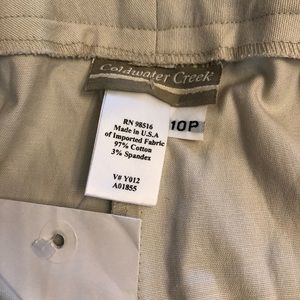 Coldwater Creek
RN 98516
Made in U.S.A
of Imported Fabric
97% Cotton
3% Spandex
V# Y012
A01855
10P